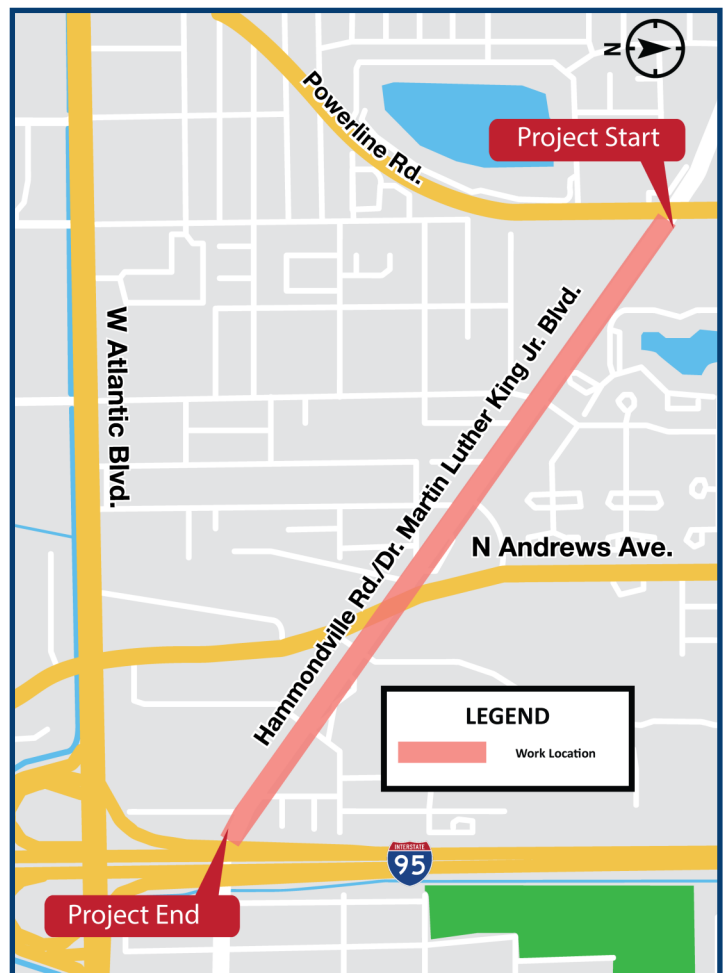 N
Powerline Rd.
Project Start
W Atlantic Blvd.
Hammondville Rd./Dr. Martin Luther King Jr. Blvd.
N Andrews Ave.
LEGEND
Work Location
INTERSTATE
95
Project End